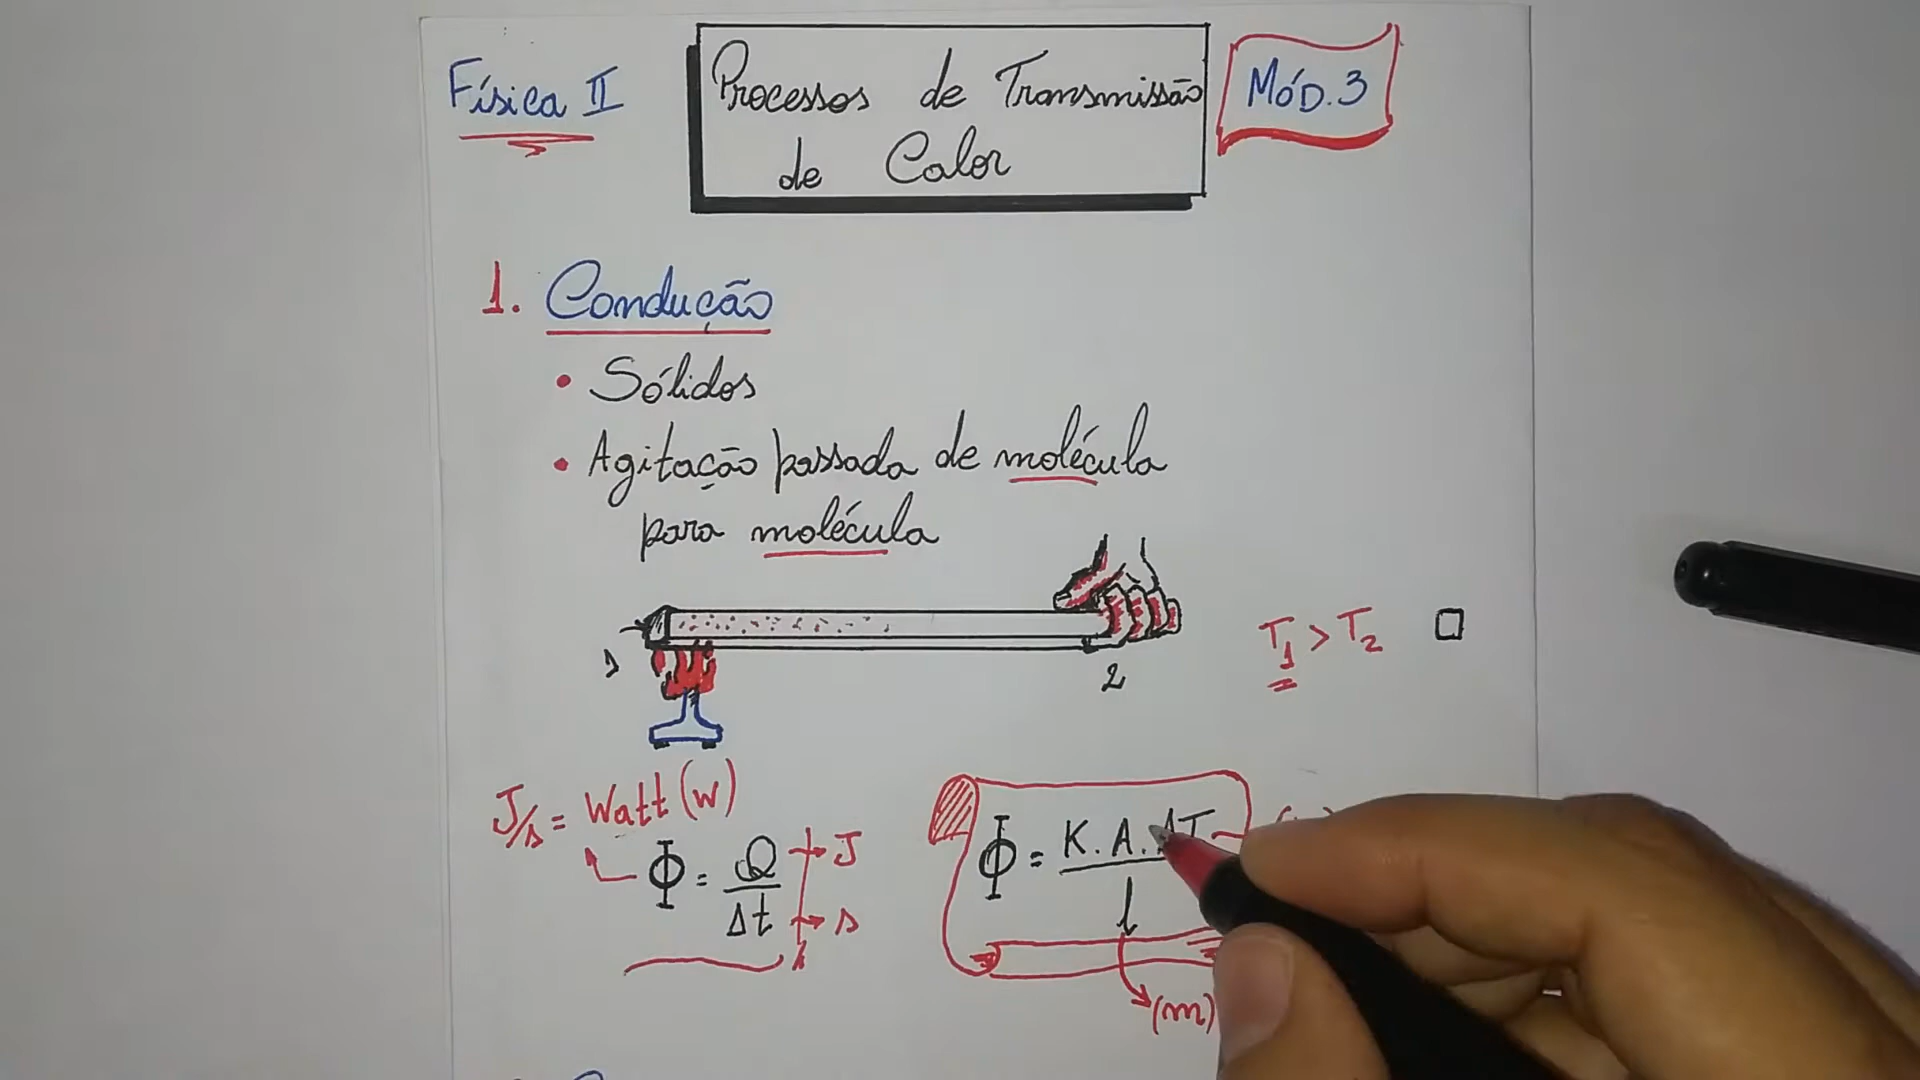 Física II
Processos de Transmissão
de Calor
MÓD.3
1. Condução
• Sólidos
• Agitação passada de molécula
para molécula
1
2
T1 > T2
J/s = Watt (W)
Φ = Q/Δt
J
s
Φ = K.A.ΔT/l
(m)